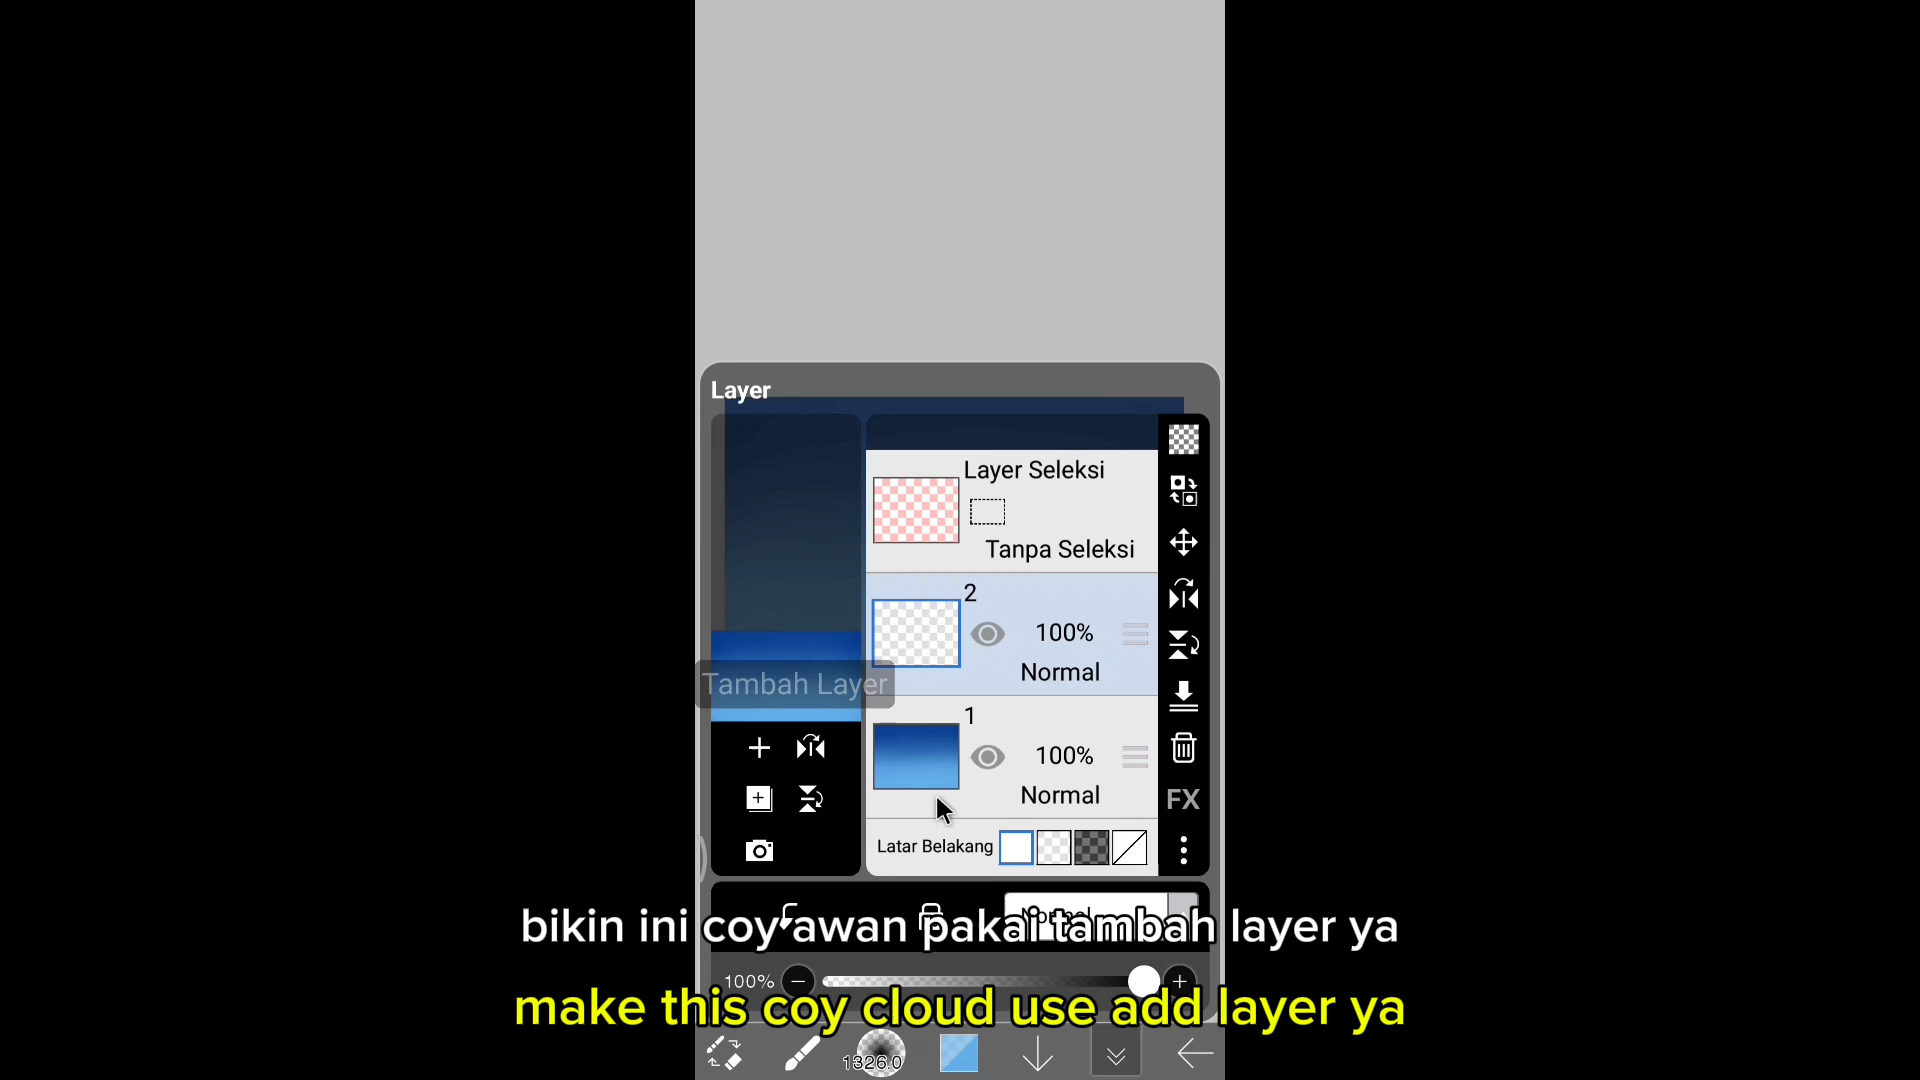 Layer
Layer Seleksi
Tanpa Seleksi
2
100%
Normal
Tambah Layer
1
100%
Normal
FX
Latar Belakang
Normal
bikin ini coy awan pakai tambah layer ya
100%
make this coy cloud use add layer ya
1326.0